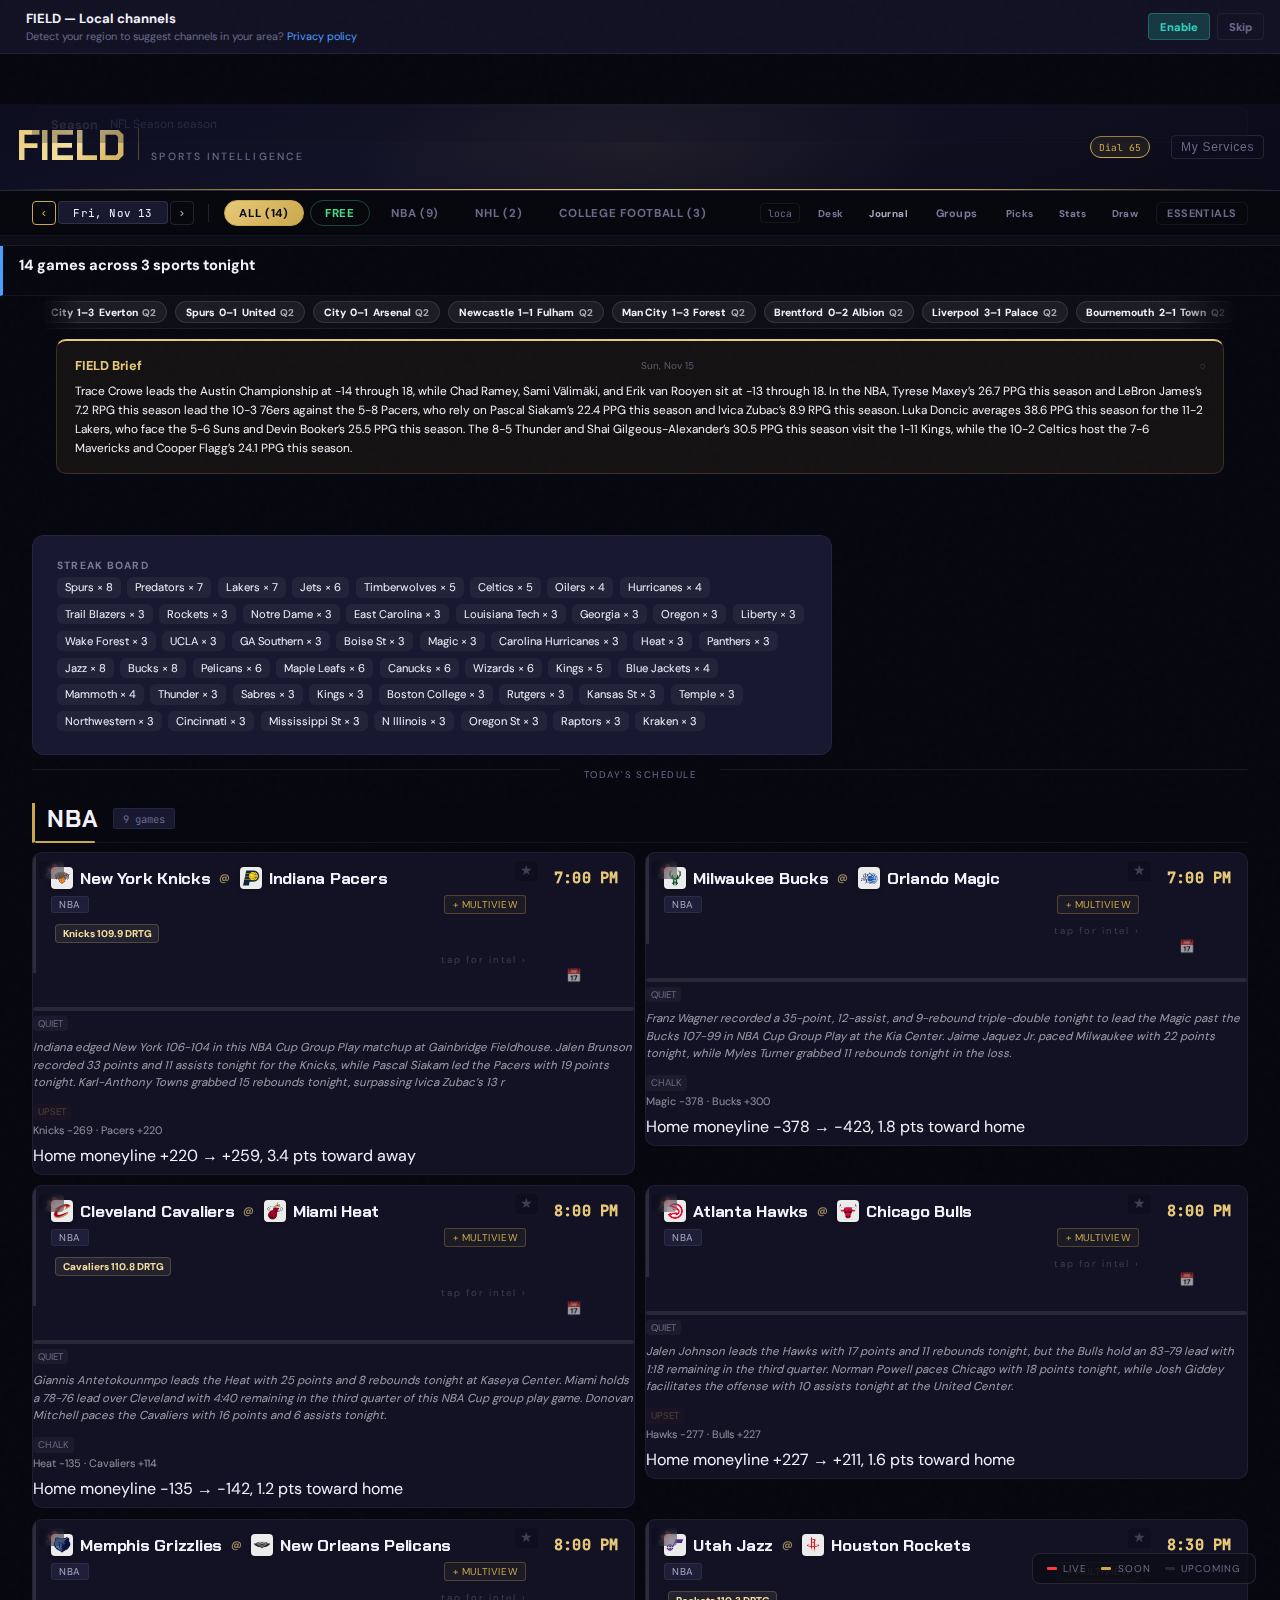 FIELD — Local channels
Detect your region to suggest channels in your area? Privacy policy
Enable
Skip
Season NFL Season season
FIELD
SPORTS INTELLIGENCE
Dial 65
My Services
‹ Fri, Nov 13 ›
ALL (14) FREE NBA (9) NHL (2) COLLEGE FOOTBALL (3)
loca Desk Journal Groups Picks Stats Draw ESSENTIALS
14 games across 3 sports tonight
City 1–3 Everton Q2 Spurs 0–1 United Q2 City 0–1 Arsenal Q2 Newcastle 1–1 Fulham Q2 Man City 1–3 Forest Q2 Brentford 0–2 Albion Q2 Liverpool 3–1 Palace Q2 Bournemouth 2–1 Town Q2
FIELD Brief Sun, Nov 15
Trace Crowe leads the Austin Championship at -14 through 18, while Chad Ramey, Sami Välimäki, and Erik van Rooyen sit at -13 through 18. In the NBA, Tyrese Maxey's 26.7 PPG this season and LeBron James's
7.2 RPG this season lead the 10-3 76ers against the 5-8 Pacers, who rely on Pascal Siakam's 22.4 PPG this season and Ivica Zubac's 8.9 RPG this season. Luka Doncic averages 38.6 PPG this season for the 11-2
Lakers, who face the 5-6 Suns and Devin Booker's 25.5 PPG this season. The 8-5 Thunder and Shai Gilgeous-Alexander's 30.5 PPG this season visit the 1-11 Kings, while the 10-2 Celtics host the 7-6
Mavericks and Cooper Flagg's 24.1 PPG this season.
STREAK BOARD
Spurs × 8 Predators × 7 Lakers × 7 Jets × 6 Timberwolves × 5 Celtics × 5 Oilers × 4 Hurricanes × 4
Trail Blazers × 3 Rockets × 3 Notre Dame × 3 East Carolina × 3 Louisiana Tech × 3 Georgia × 3 Oregon × 3 Liberty × 3
Wake Forest × 3 UCLA × 3 GA Southern × 3 Boise St × 3 Magic × 3 Carolina Hurricanes × 3 Heat × 3 Panthers × 3
Jazz × 8 Bucks × 8 Pelicans × 6 Maple Leafs × 6 Canucks × 6 Wizards × 6 Kings × 5 Blue Jackets × 4
Mammoth × 4 Thunder × 3 Sabres × 3 Kings × 3 Boston College × 3 Rutgers × 3 Kansas St × 3 Temple × 3
Northwestern × 3 Cincinnati × 3 Mississippi St × 3 N Illinois × 3 Oregon St × 3 Raptors × 3 Kraken × 3
TODAY'S SCHEDULE
NBA 9 games
New York Knicks @ Indiana Pacers ★ 7:00 PM
NBA + MULTIVIEW
Knicks 109.9 DRTG
tap for intel ›
QUIET
Indiana edged New York 106-104 in this NBA Cup Group Play matchup at Gainbridge Fieldhouse. Jalen Brunson
recorded 33 points and 11 assists tonight for the Knicks, while Pascal Siakam led the Pacers with 19 points
tonight. Karl-Anthony Towns grabbed 15 rebounds tonight, surpassing Ivica Zubac's 13 r
UPSET
Knicks -269 · Pacers +220
Home moneyline +220 → +259, 3.4 pts toward away
Milwaukee Bucks @ Orlando Magic ★ 7:00 PM
NBA + MULTIVIEW
tap for intel ›
QUIET
Franz Wagner recorded a 35-point, 12-assist, and 9-rebound triple-double tonight to lead the Magic past the
Bucks 107-99 in NBA Cup Group Play at the Kia Center. Jaime Jaquez Jr. paced Milwaukee with 22 points
tonight, while Myles Turner grabbed 11 rebounds tonight in the loss.
CHALK
Magic -378 · Bucks +300
Home moneyline -378 → -423, 1.8 pts toward home
Cleveland Cavaliers @ Miami Heat ★ 8:00 PM
NBA + MULTIVIEW
Cavaliers 110.8 DRTG
tap for intel ›
QUIET
Giannis Antetokounmpo leads the Heat with 25 points and 8 rebounds tonight at Kaseya Center. Miami holds
a 78-76 lead over Cleveland with 4:40 remaining in the third quarter of this NBA Cup group play game. Donovan
Mitchell paces the Cavaliers with 16 points and 6 assists tonight.
CHALK
Heat -135 · Cavaliers +114
Home moneyline -135 → -142, 1.2 pts toward home
Atlanta Hawks @ Chicago Bulls ★ 8:00 PM
NBA + MULTIVIEW
tap for intel ›
QUIET
Jalen Johnson leads the Hawks with 17 points and 11 rebounds tonight, but the Bulls hold an 83-79 lead with
1:18 remaining in the third quarter. Norman Powell paces Chicago with 18 points tonight, while Josh Giddey
facilitates the offense with 10 assists tonight at the United Center.
UPSET
Hawks -277 · Bulls +227
Home moneyline +227 → +211, 1.6 pts toward home
Memphis Grizzlies @ New Orleans Pelicans ★ 8:00 PM
NBA + MULTIVIEW
tap for intel ›
Utah Jazz @ Houston Rockets ★ 8:30 PM
NBA
Rockets 110.3 DRTG
LIVE SOON UPCOMING